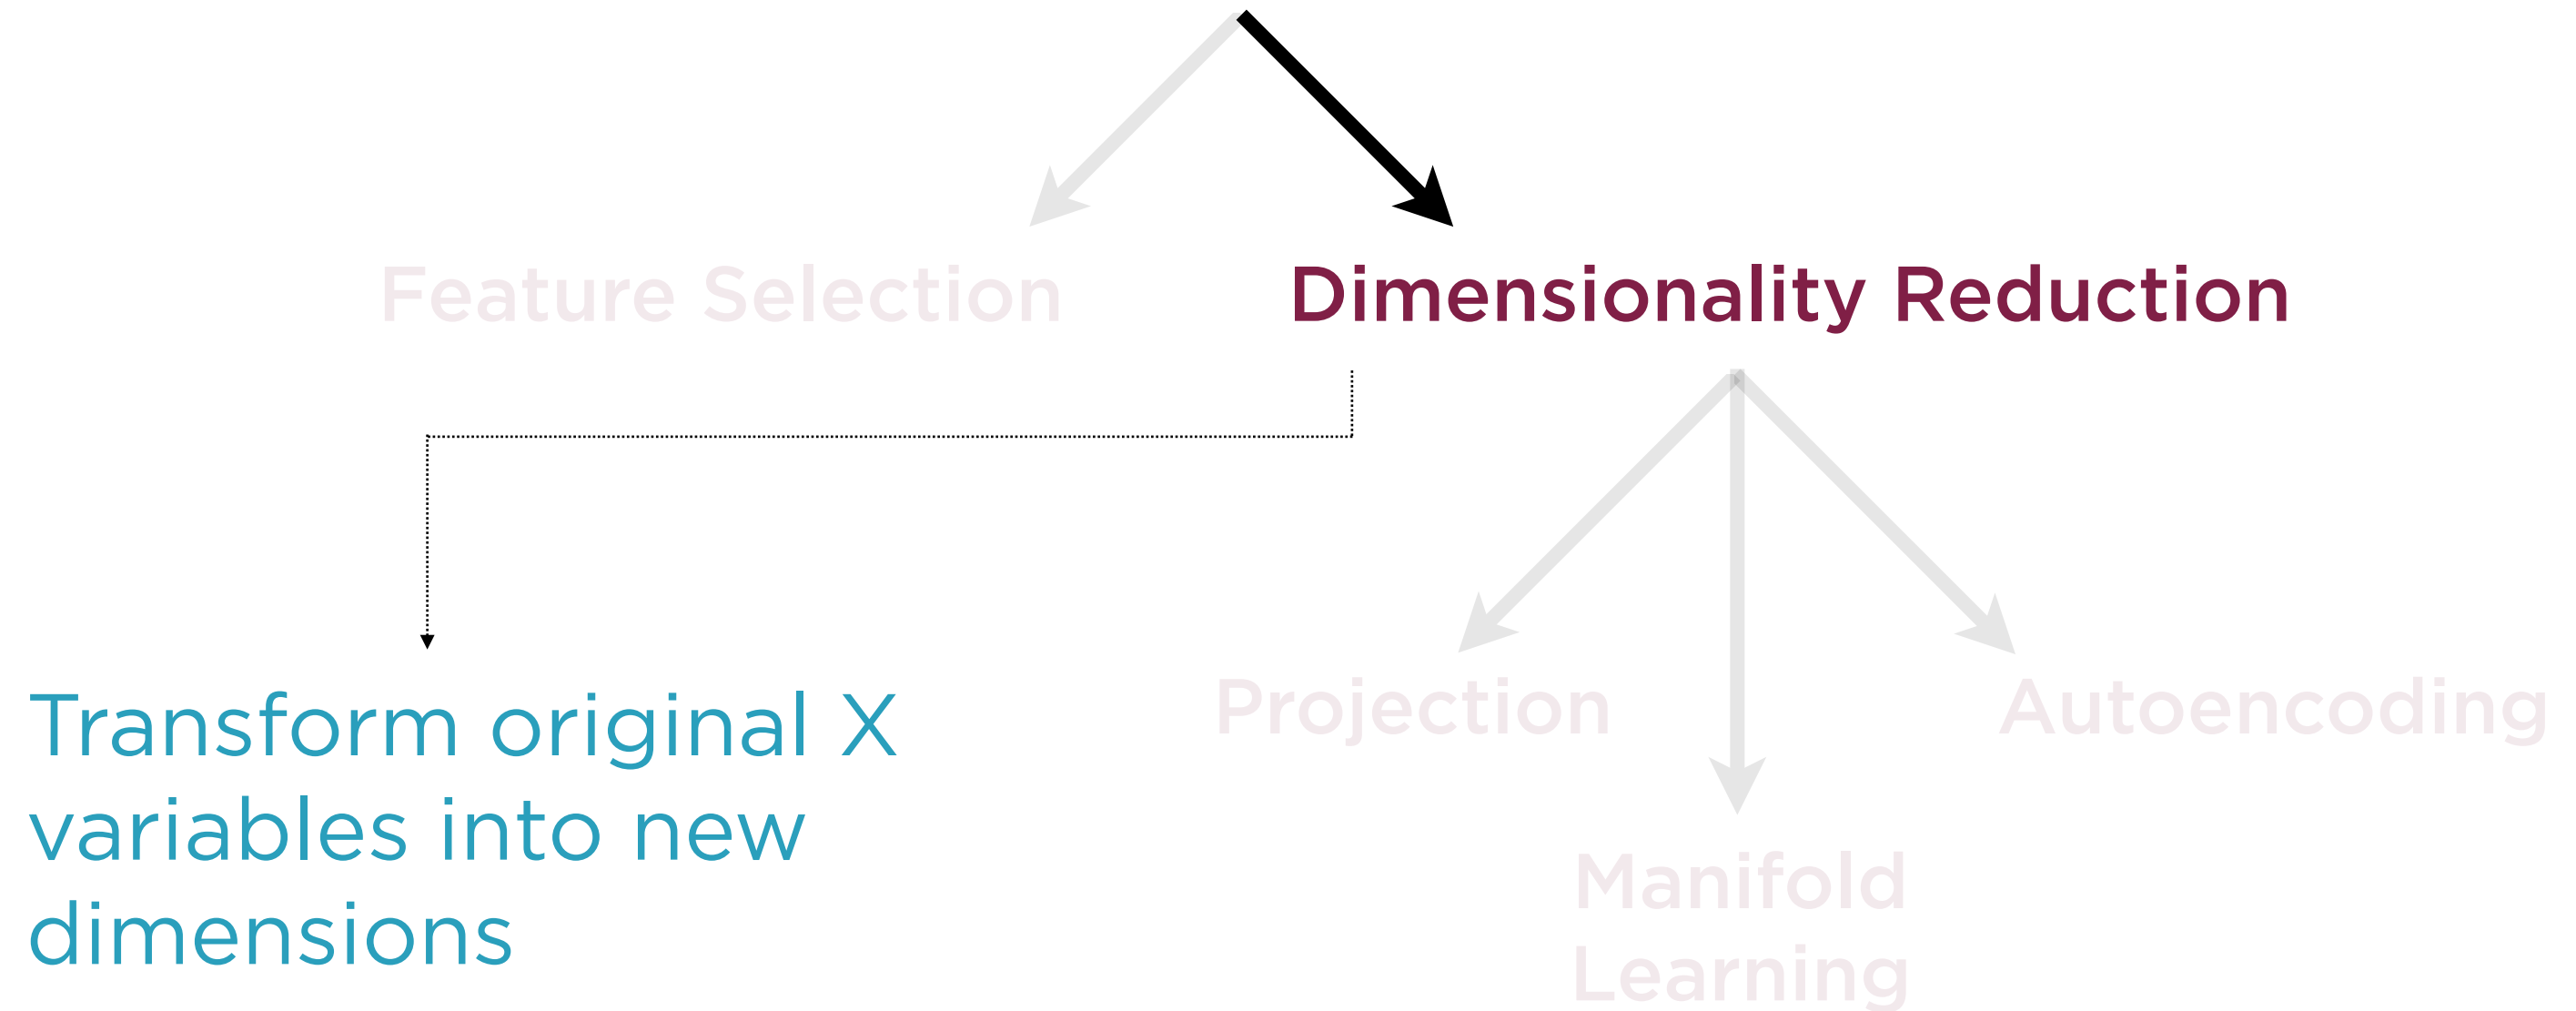 Feature Selection
Dimensionality Reduction
Transform original X
variables into new
dimensions
Projection
Autoencoding
Manifold
Learning